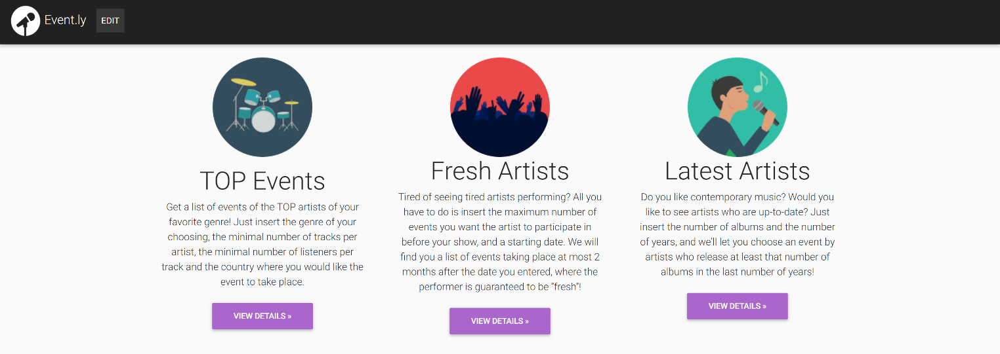 Event.ly EDIT
TOP Events
Get a list of events of the TOP artists of your
favorite genre! Just insert the genre of your
choosing, the minimal number of tracks per
artist, the minimal number of listeners per
track and the country where you would like the
event to take place.
VIEW DETAILS »
Fresh Artists
Tired of seeing tired artists performing? All you
have to do is insert the maximum number of
events you want the artist to participate in
before your show, and a starting date. We will
find you a list of events taking place at most 2
months after the date you entered, where the
performer is guaranteed to be “fresh”!
VIEW DETAILS »
Latest Artists
Do you like contemporary music? Would you
like to see artists who are up-to-date? Just
insert the number of albums and the number
of years, and we’ll let you choose an event by
artists who release at least that number of
albums in the last number of years!
VIEW DETAILS »